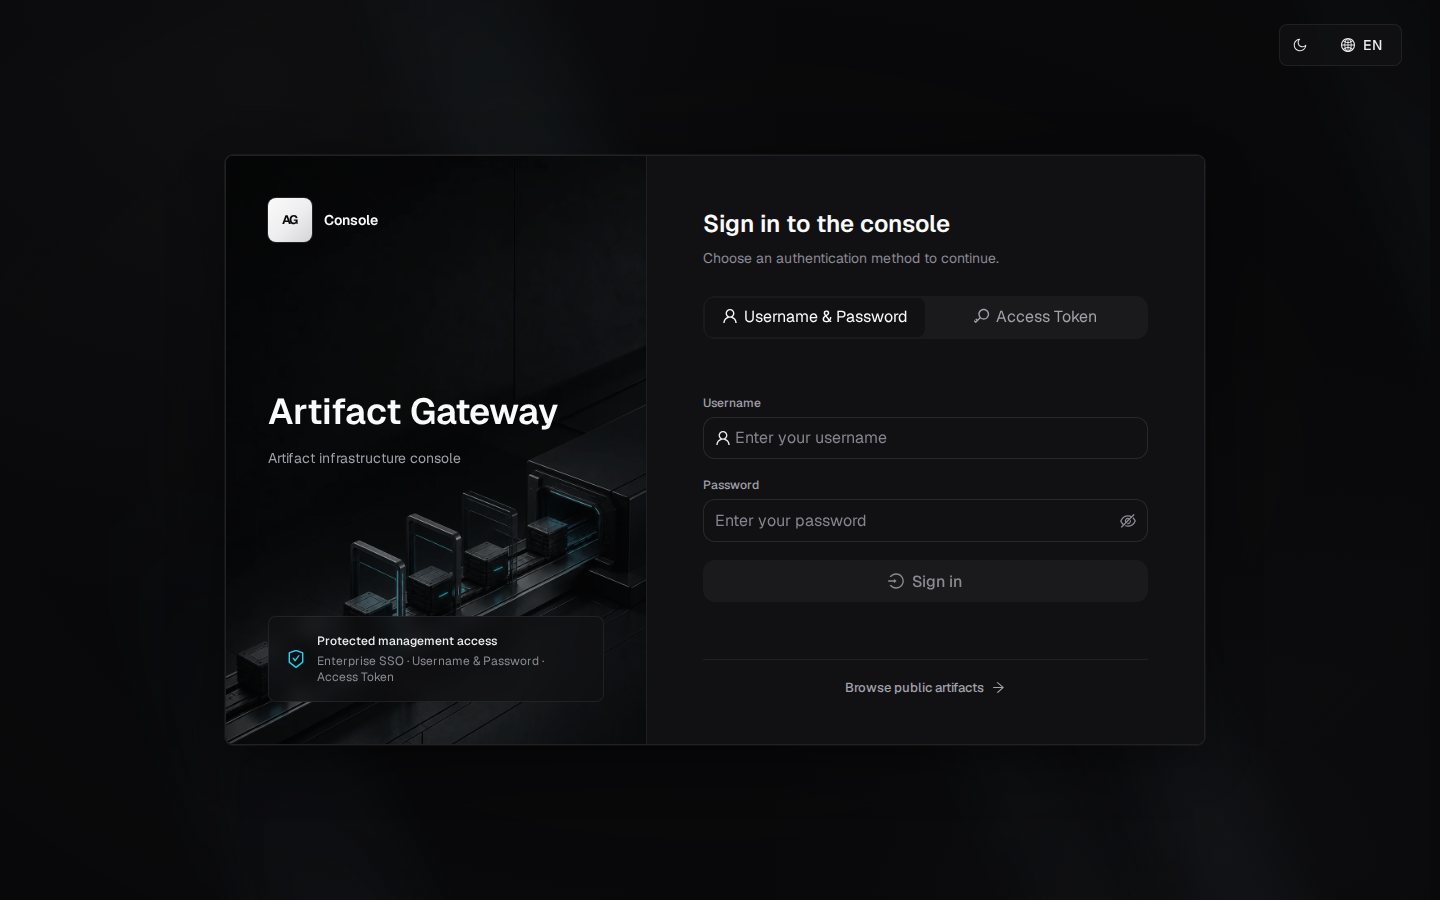 EN
AG
Console
Artifact Gateway
Artifact infrastructure console
Protected management access
Enterprise SSO · Username & Password ·
Access Token
Sign in to the console
Choose an authentication method to continue.
Username & Password
Access Token
Username
Enter your username
Password
Enter your password
Sign in
Browse public artifacts →